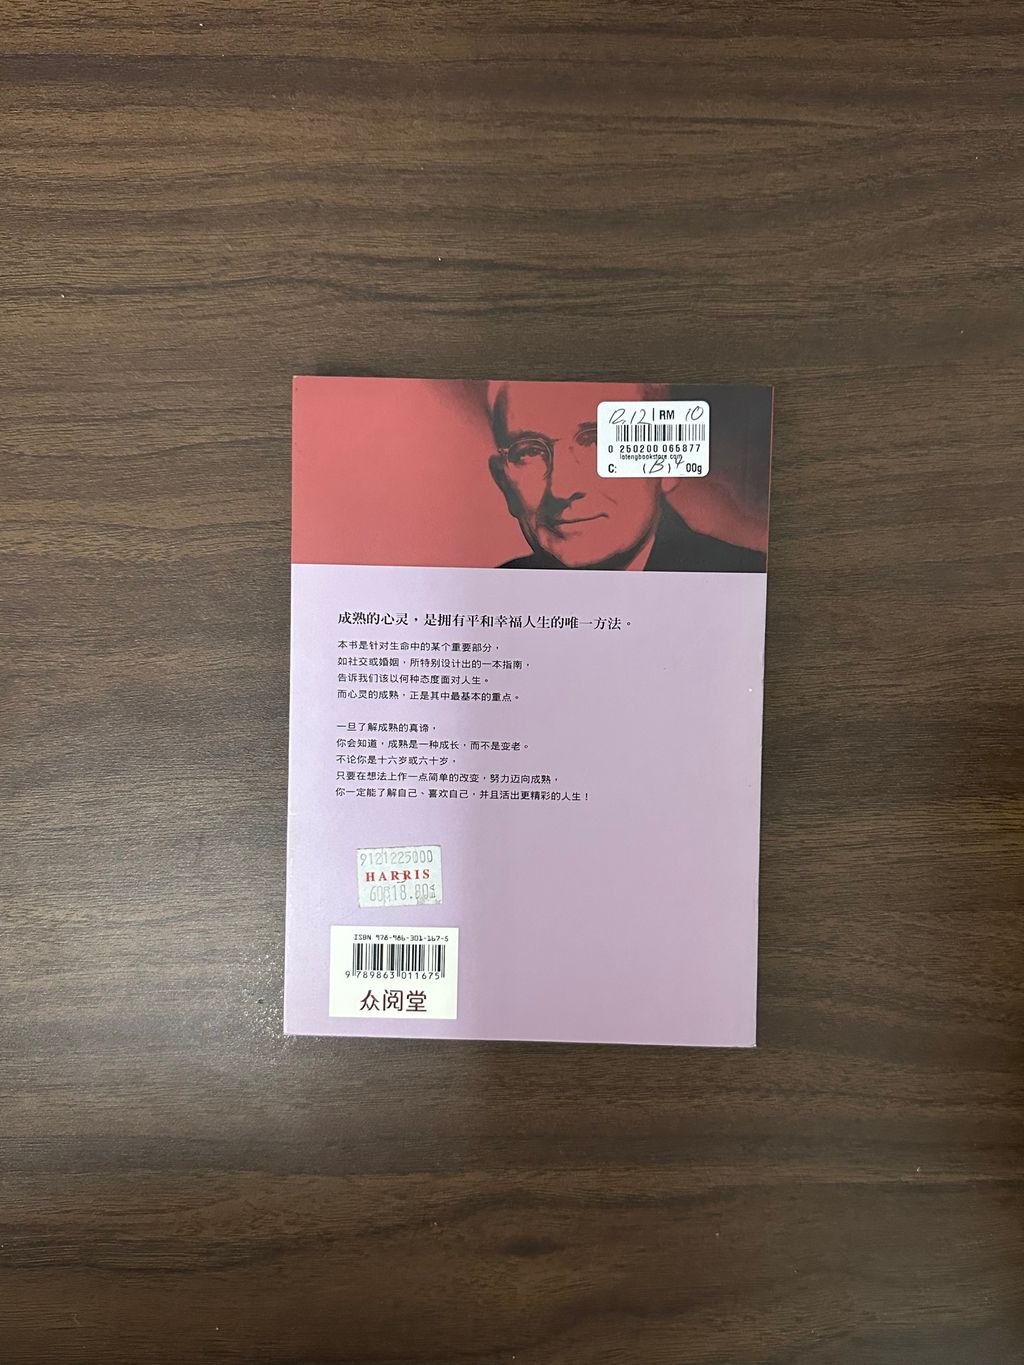 RM 10
0 250200 065877
latengbookstore.com
C: 00g
成熟的心灵，是拥有平和幸福人生的唯一方法。
本书是针对生命中的某个重要部分，
如社交或婚姻，所特别设计出的一本指南，
告诉我们该以何种态度面对人生。
而心灵的成熟，正是其中最基本的重点。
一旦了解成熟的真谛，
你会知道，成熟是一种成长，而不是变老。
不论你是十六岁或六十岁，
只要在想法上作一点简单的改变，努力迈向成熟，
你一定能了解自己、喜欢自己，并且活出更精彩的人生！
9121225000
HARRIS
ISBN 978-986-301-167-5
9 789863 011675
众阅堂